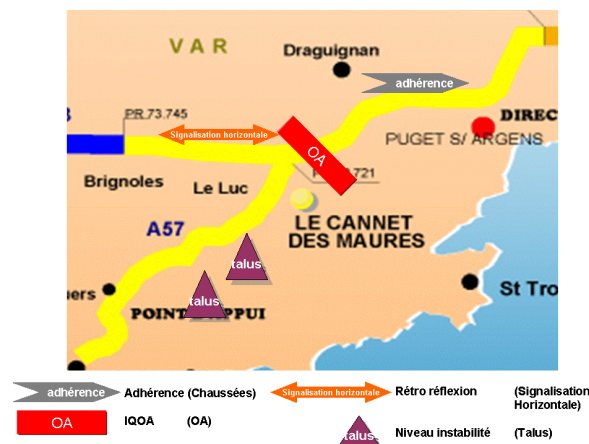 VAR
Draguignan
adhérence
PR.73.745
Signalisation horizontale
DIREC
PUGET S/ ARGENS
OA
721
Brignoles
Le Luc
LE CANNET
DES MAURES
A57
talus
talus
uers
POINT
PPUI
St Tro
adhérence
Adhérence (Chaussées)
Signalisation horizontale
Rétro réflexion
(Signalisation
Horizontale)
OA
IQOA
(OA)
talus
Niveau instabilité
(Talus)